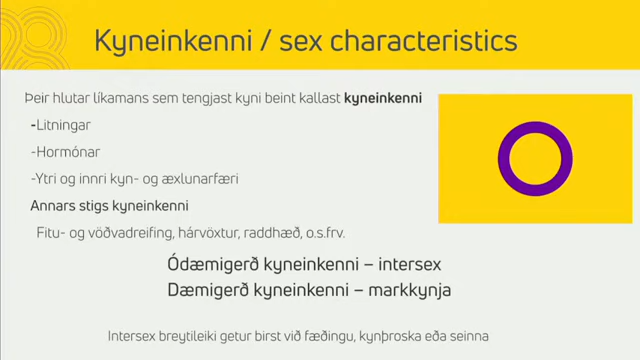 Kyneinkenni / sex characteristics
Þeir hlutar líkamans sem tengjast kyni beint kallast kyneinkenni
-Litningar
-Hormónar
-Ytri og innri kyn- og æxlunarfæri
Annars stigs kyneinkenni
Fitu- og vöðvadreifing, hárvöxtur, raddhæð, o.s.frv.
Ódæmigerð kyneinkenni – intersex
Dæmigerð kyneinkenni – markkynja
Intersex breytileiki getur birst við fæðingu, kynþroska eða seinna